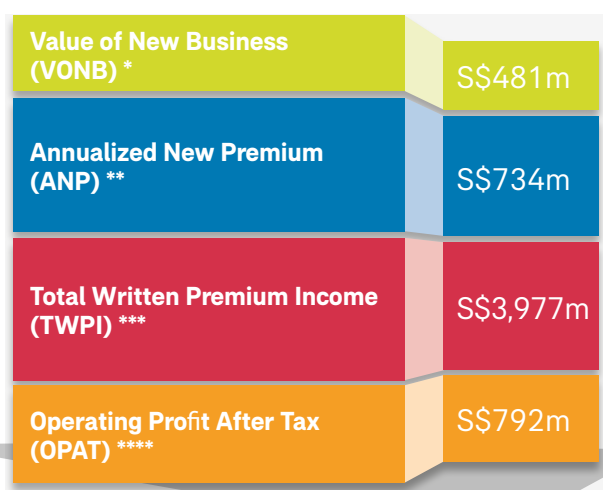 Value of New Business
(VONB) *
S$481m
Annualized New Premium
(ANP) **
S$734m
Total Written Premium Income
(TWPI) ***
S$3,977m
Operating Profit After Tax
(OPAT) ****
S$792m